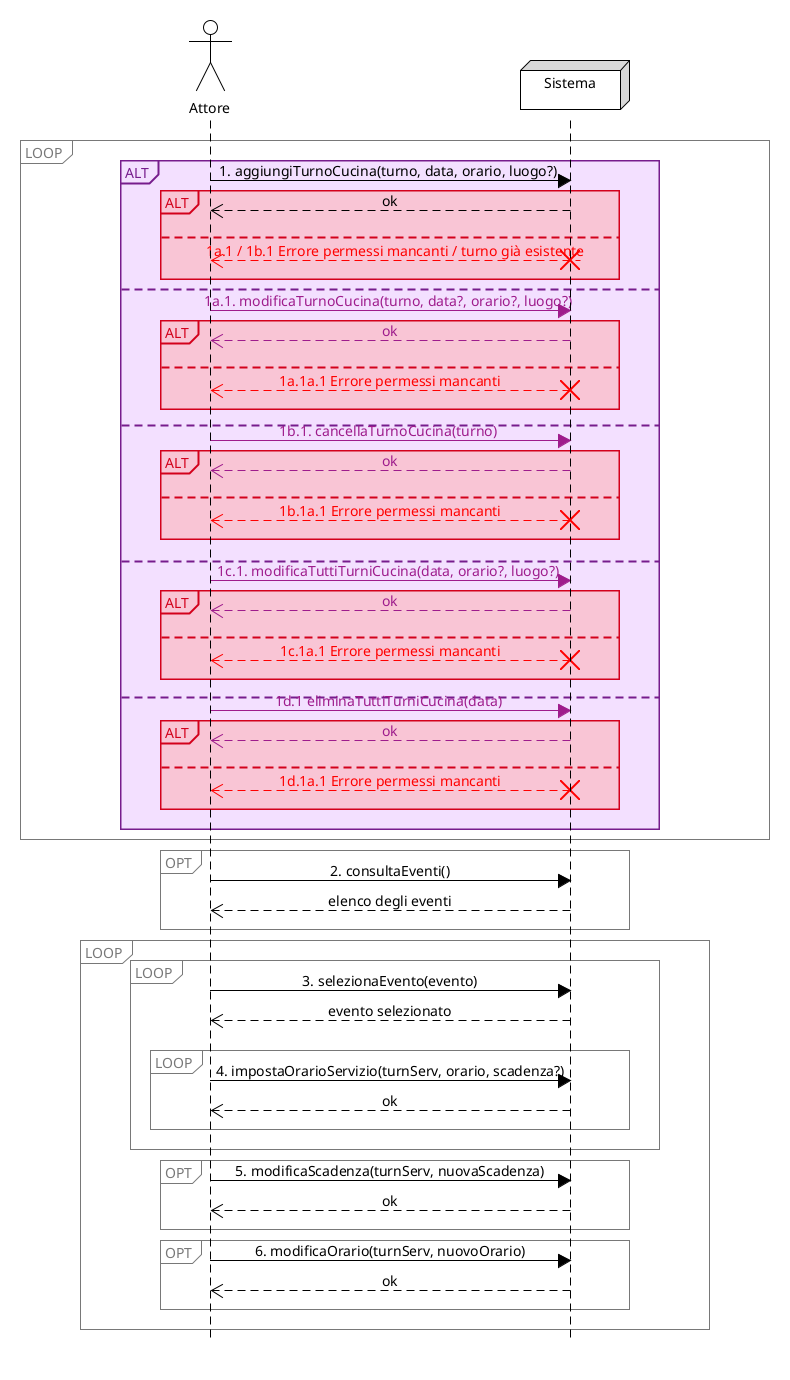 Attore
Sistema
LOOP
ALT
1. aggiungiTurnoCucina(turno, data, orario, luogo?)
ALT
ok
1a.1 / 1b.1 Errore permessi mancanti / turno già esistente
1a.1. modificaTurnoCucina(turno, data?, orario?, luogo?)
ALT
ok
1a.1a.1 Errore permessi mancanti
1b.1. cancellaTurnoCucina(turno)
ALT
ok
1b.1a.1 Errore permessi mancanti
1c.1. modificaTuttiTurniCucina(data, orario?, luogo?)
ALT
ok
1c.1a.1 Errore permessi mancanti
1d.1 eliminaTuttiTurniCucina(data)
ALT
ok
1d.1a.1 Errore permessi mancanti
OPT
2. consultaEventi()
elenco degli eventi
LOOP
LOOP
3. selezionaEvento(evento)
evento selezionato
LOOP
4. impostaOrarioServizio(turnServ, orario, scadenza?)
ok
OPT
5. modificaScadenza(turnServ, nuovaScadenza)
ok
OPT
6. modificaOrario(turnServ, nuovoOrario)
ok